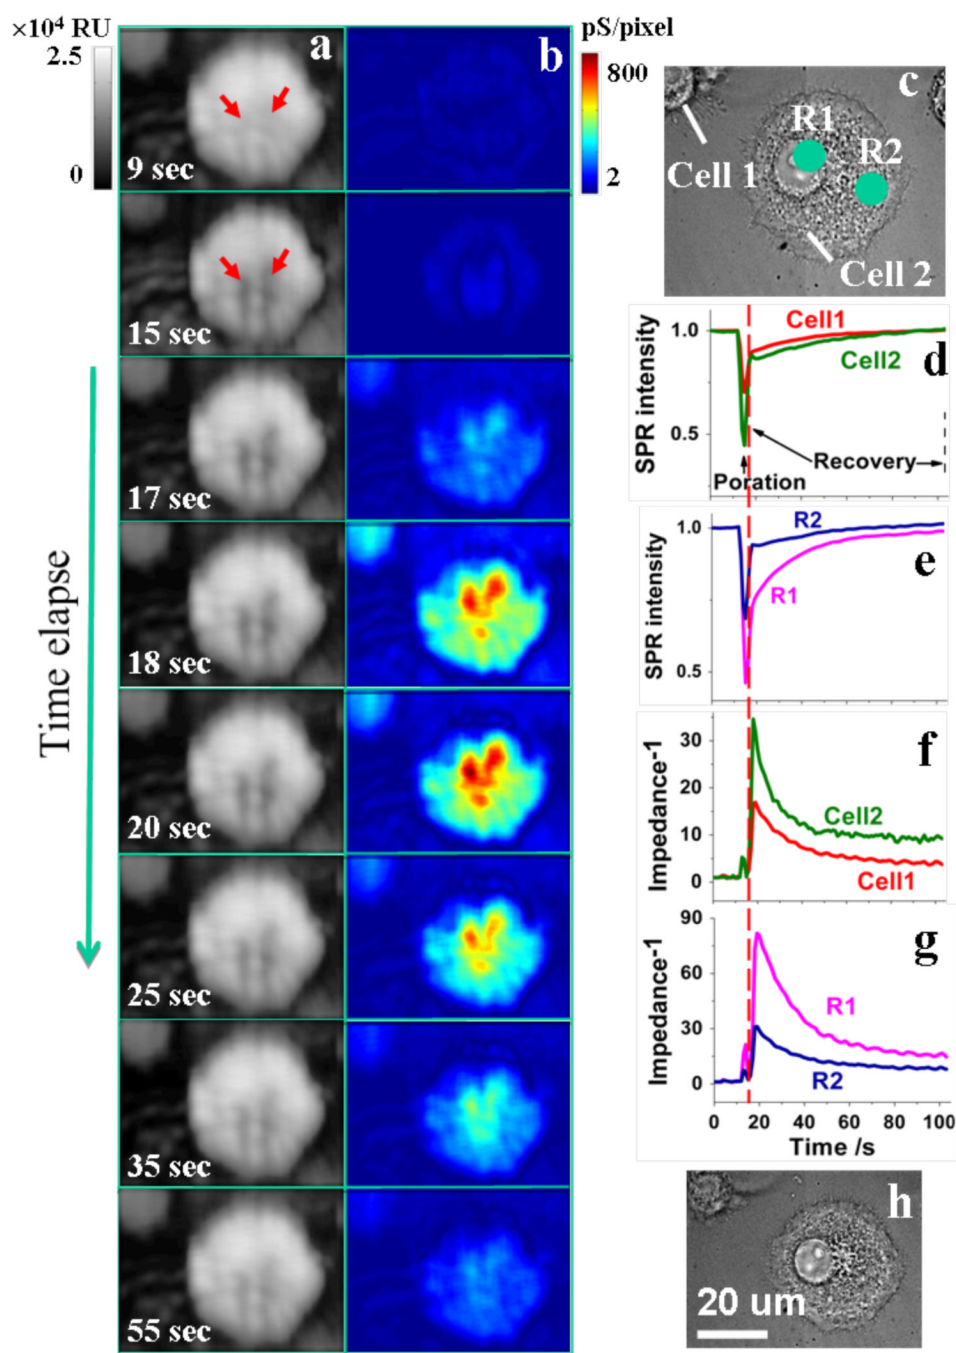 ×10⁴ RU
2.5
0
a
b
9 sec
15 sec
17 sec
18 sec
20 sec
25 sec
35 sec
55 sec
Time elapse
pS/pixel
800
2
c
R1
R2
Cell 1
Cell 2
1.0
0.5
SPR intensity
Cell1
Cell2
d
Recovery
Poration
1.0
0.5
SPR intensity
R2
R1
e
30
20
10
0
Impedance⁻¹
f
Cell2
Cell1
90
60
30
0
Impedance⁻¹
g
R1
R2
0 20 40 60 80 100
Time /s
h
20 um